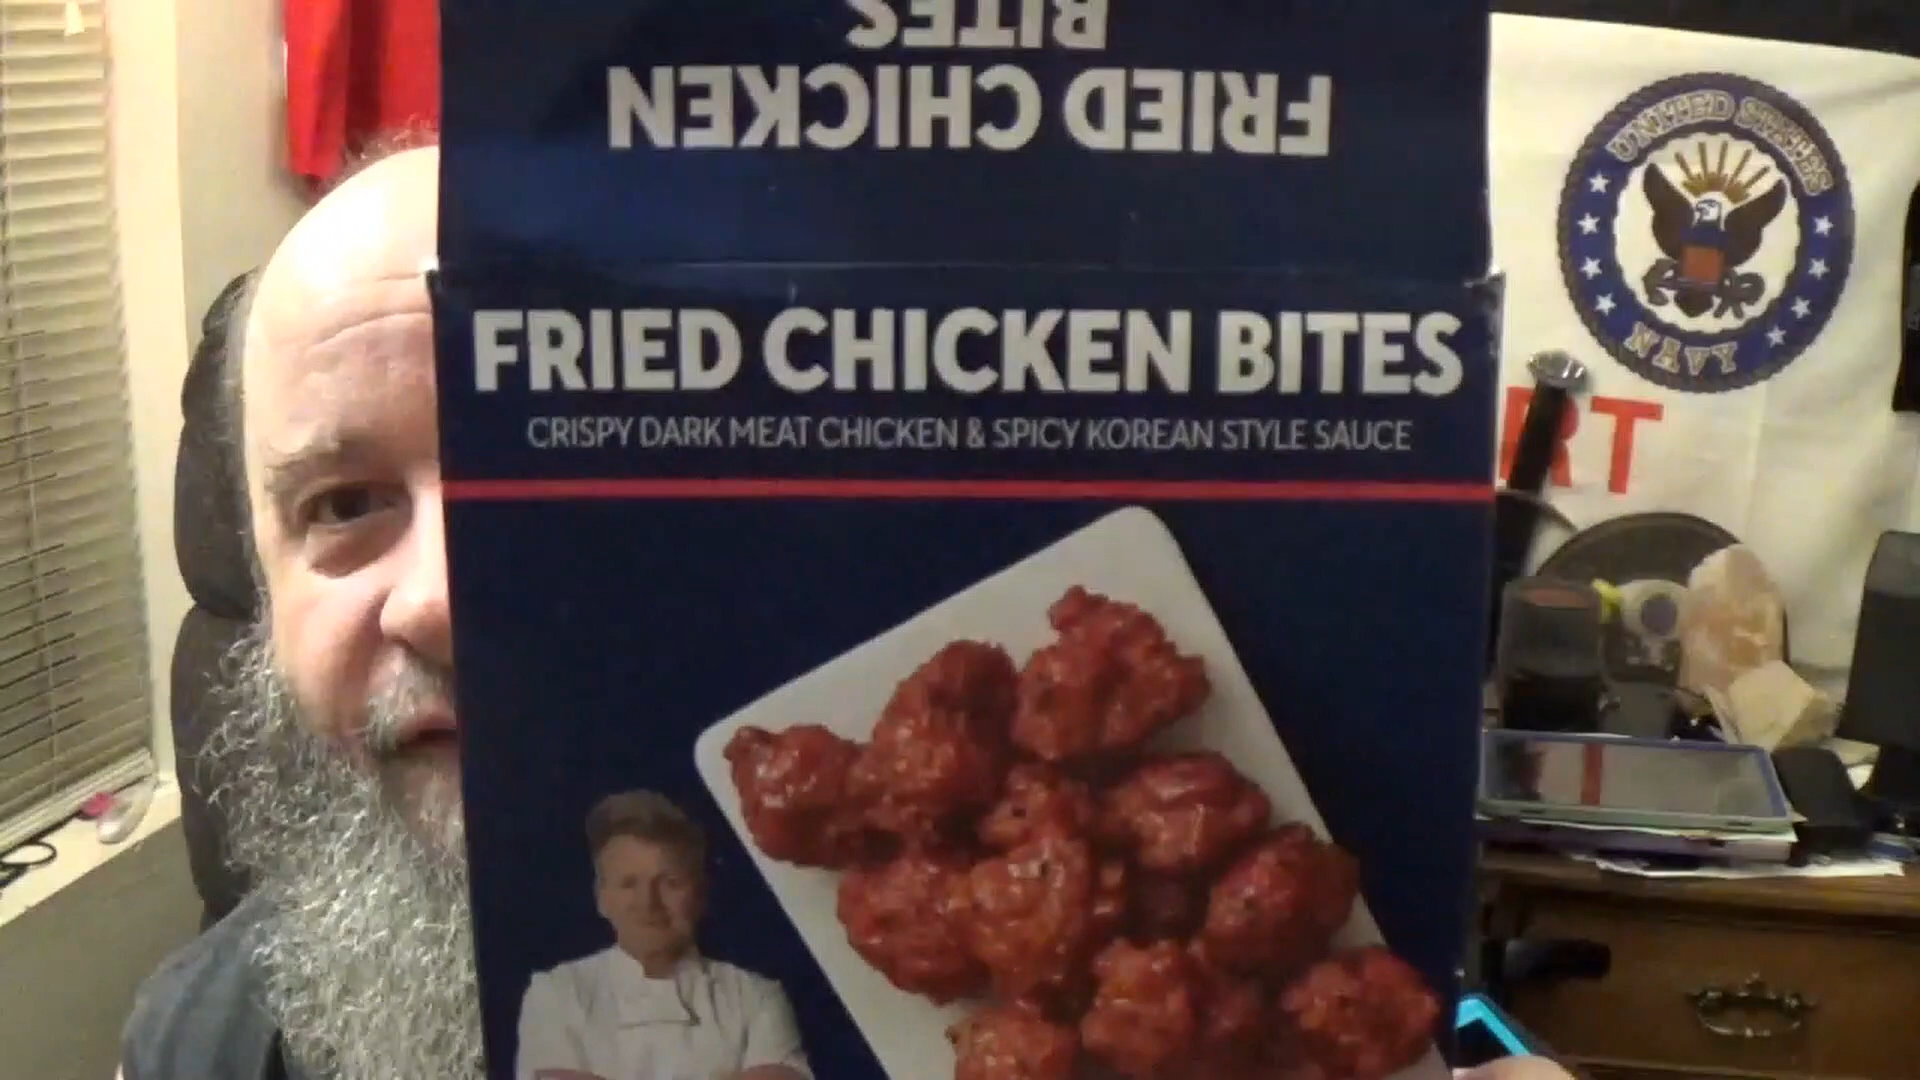 BITES
FRIED CHICKEN
FRIED CHICKEN BITES
CRISPY DARK MEAT CHICKEN & SPICY KOREAN STYLE SAUCE
UNITED STATES
NAVY
RT